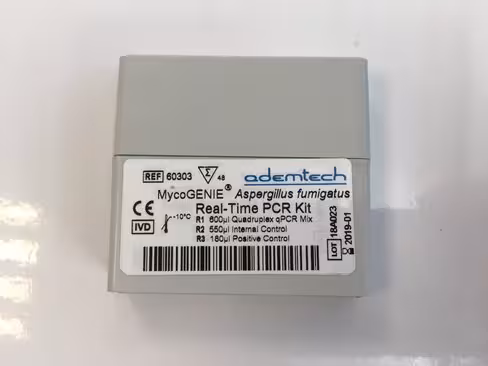 REF 60303 Σ 48 ademtech
MycoGENIE® Aspergillus fumigatus
Real-Time PCR Kit
CE
IVD
-10°C
R1 600µl Quadruplex qPCR Mix
R2 550µl Internal Control
R3 180µl Positive Control
LOT 18A023
2019-01